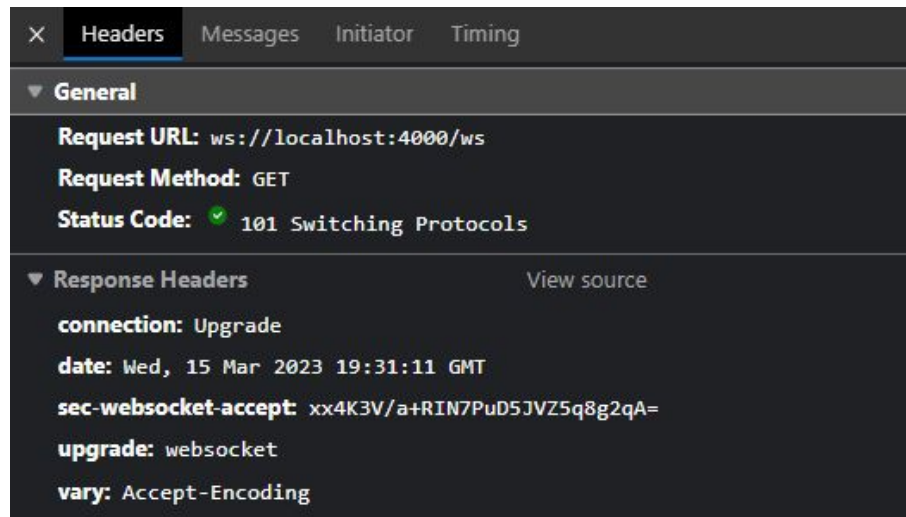 × Headers Messages Initiator Timing
General
Request URL: ws://localhost:4000/ws
Request Method: GET
Status Code: 101 Switching Protocols
Response Headers View source
connection: Upgrade
date: Wed, 15 Mar 2023 19:31:11 GMT
sec-websocket-accept: xx4K3V/a+RIN7PuD5JVZ5q8g2qA=
upgrade: websocket
vary: Accept-Encoding